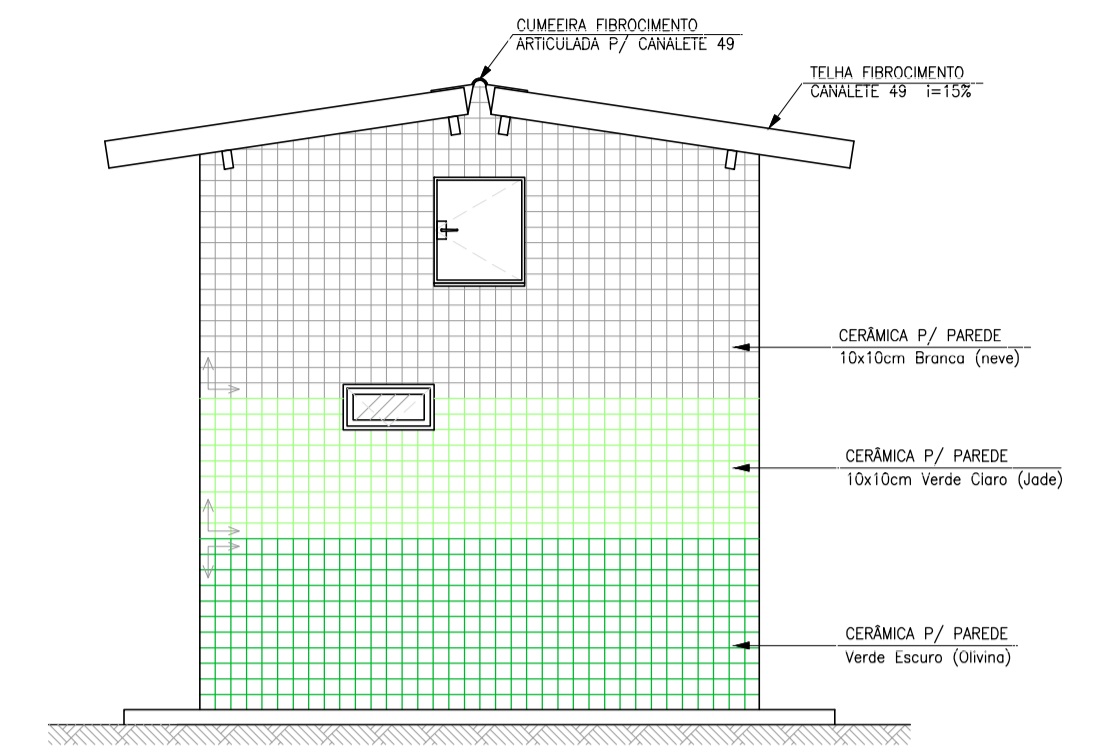 CUMEEIRA FIBROCIMENTO
ARTICULADA P/ CANALETE 49
TELHA FIBROCIMENTO
CANALETE 49 i=15%
CERÂMICA P/ PAREDE
10x10cm Branca (neve)
CERÂMICA P/ PAREDE
10x10cm Verde Claro (Jade)
CERÂMICA P/ PAREDE
Verde Escuro (Olivina)